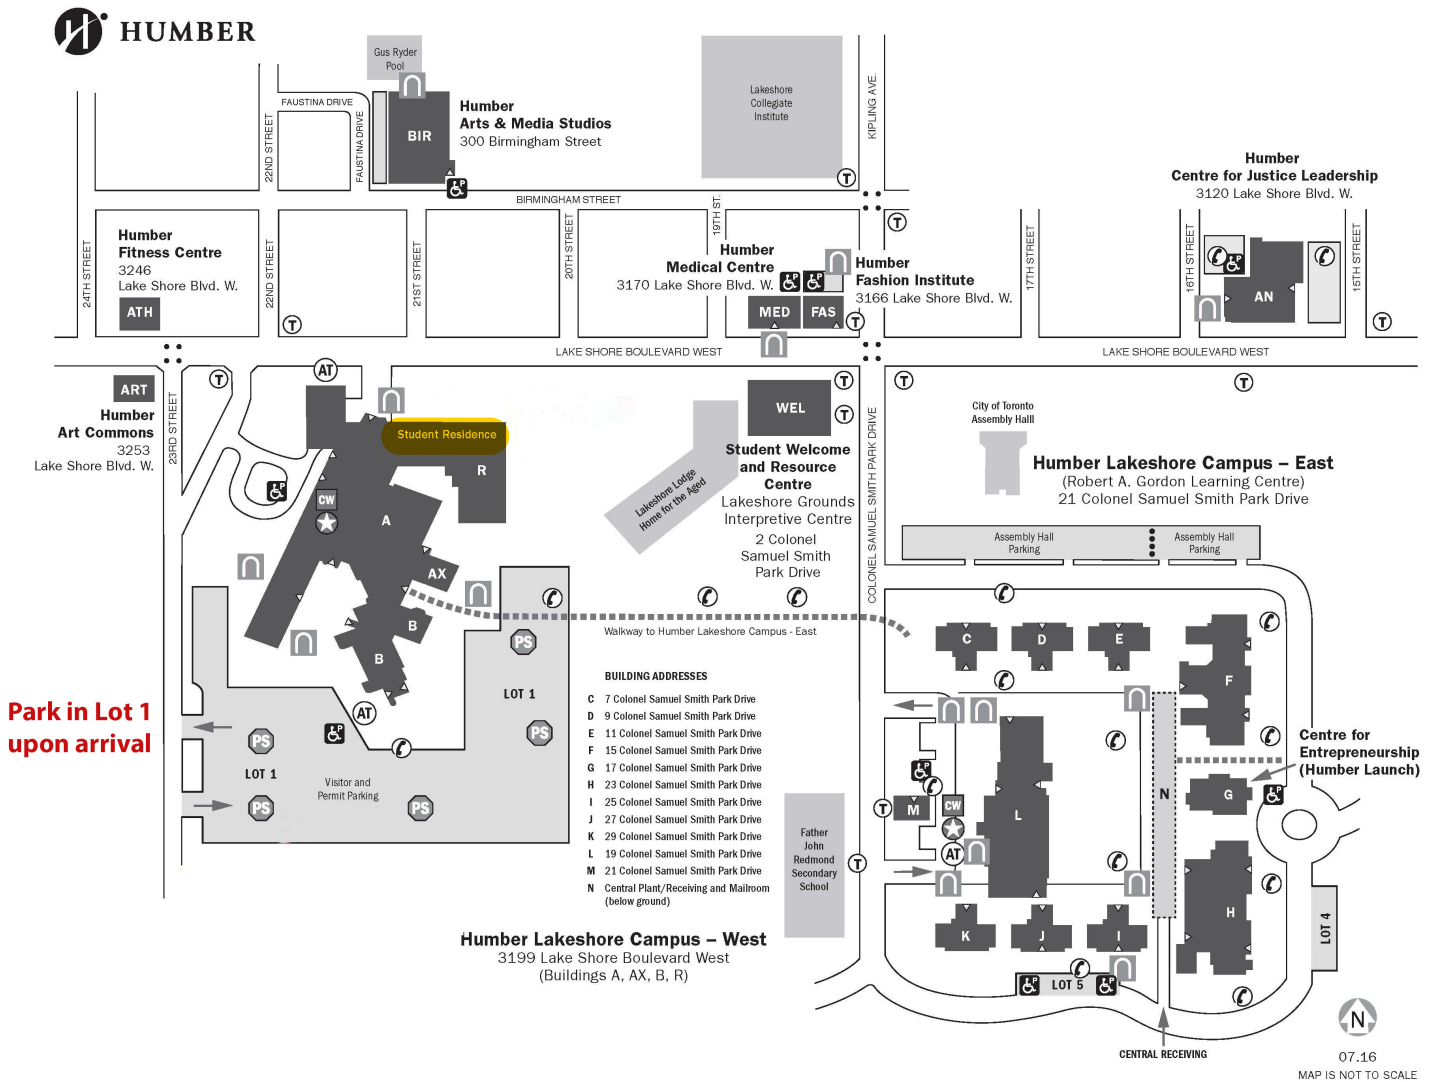 HUMBER
Gus Ryder
Pool
FAUSTINA DRIVE
22ND STREET
FAUSTINA DRIVE
BIR
Humber
Arts & Media Studios
300 Birmingham Street
Lakeshore
Collegiate
Institute
KIPLING AVE.
T
Humber
Centre for Justice Leadership
3120 Lake Shore Blvd. W.
P
BIRMINGHAM STREET
24TH STREET
Humber
Fitness Centre
3246
Lake Shore Blvd. W.
ATH
22ND STREET
T
21ST STREET
20TH STREET
19TH ST.
Humber
Medical Centre
3170 Lake Shore Blvd. W.
P
P
MED
FAS
T
Humber
Fashion Institute
3166 Lake Shore Blvd. W.
T
17TH STREET
16TH STREET
P
AN
15TH STREET
T
LAKE SHORE BOULEVARD WEST
LAKE SHORE BOULEVARD WEST
ART
Humber
Art Commons
3253
Lake Shore Blvd. W.
23RD STREET
T
AT
Student Residence
R
P
CW
A
AX
B
B
AT
WEL
T
T
T
T
Lakeshore Lodge
Home for the Aged
Student Welcome
and Resource
Centre
Lakeshore Grounds
Interpretive Centre
2 Colonel
Samuel Smith
Park Drive
COLONEL SAMUEL SMITH PARK DRIVE
City of Toronto
Assembly Halll
Humber Lakeshore Campus – East
(Robert A. Gordon Learning Centre)
21 Colonel Samuel Smith Park Drive
Assembly Hall
Parking
Assembly Hall
Parking
Walkway to Humber Lakeshore Campus - East
Park in Lot 1
upon arrival
PS
LOT 1
PS
PS
LOT 1
PS
P
Visitor and
Permit Parking
PS
BUILDING ADDRESSES
C 7 Colonel Samuel Smith Park Drive
D 9 Colonel Samuel Smith Park Drive
E 11 Colonel Samuel Smith Park Drive
F 15 Colonel Samuel Smith Park Drive
G 17 Colonel Samuel Smith Park Drive
H 23 Colonel Samuel Smith Park Drive
I 25 Colonel Samuel Smith Park Drive
J 27 Colonel Samuel Smith Park Drive
K 29 Colonel Samuel Smith Park Drive
L 19 Colonel Samuel Smith Park Drive
M 21 Colonel Samuel Smith Park Drive
N Central Plant/Receiving and Mailroom
(below ground)
Humber Lakeshore Campus – West
3199 Lake Shore Boulevard West
(Buildings A, AX, B, R)
Father
John
Redmond
Secondary
School
T
T
C
D
E
F
P
M
CW
AT
L
N
G
P
Centre for
Entrepreneurship
(Humber Launch)
H
K
J
I
P
LOT 5
P
LOT 4
CENTRAL RECEIVING
N
07.16
MAP IS NOT TO SCALE